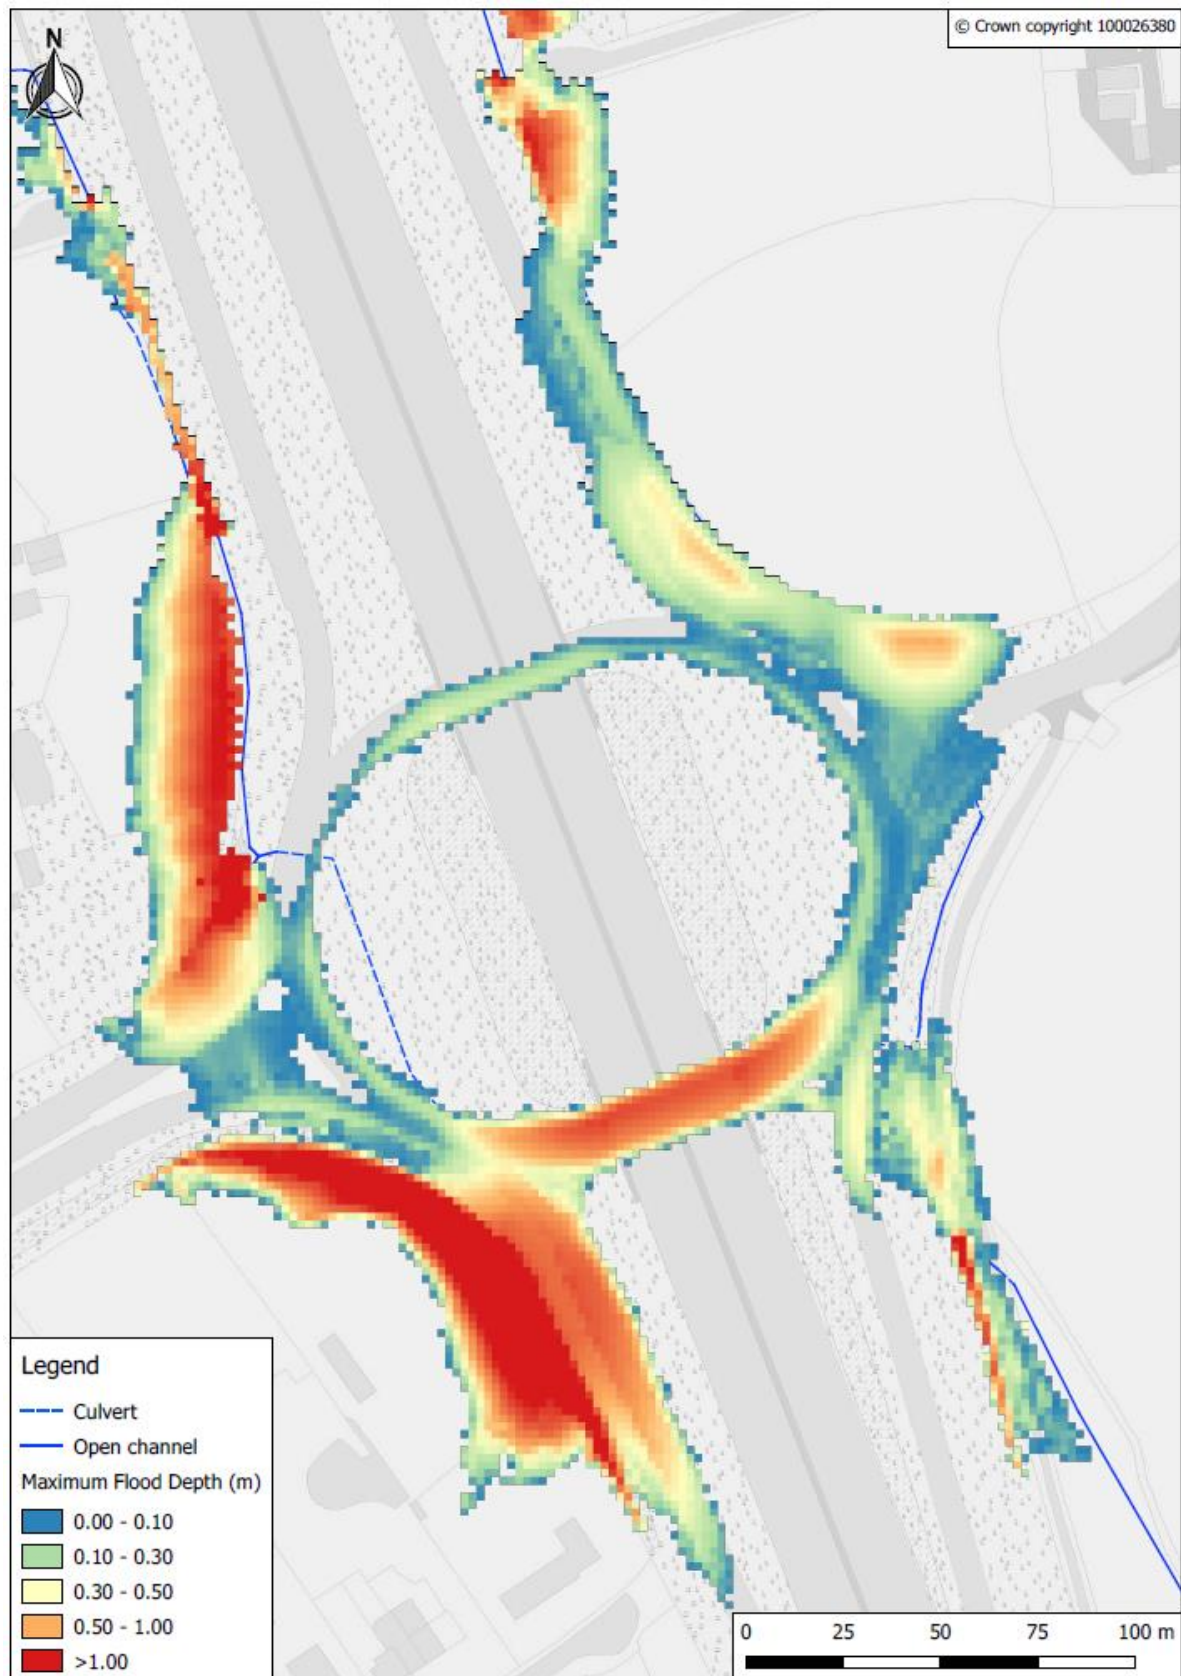 © Crown copyright 100026380
N
Legend
Culvert
Open channel
Maximum Flood Depth (m)
0.00 - 0.10
0.10 - 0.30
0.30 - 0.50
0.50 - 1.00
>1.00
0 25 50 75 100 m